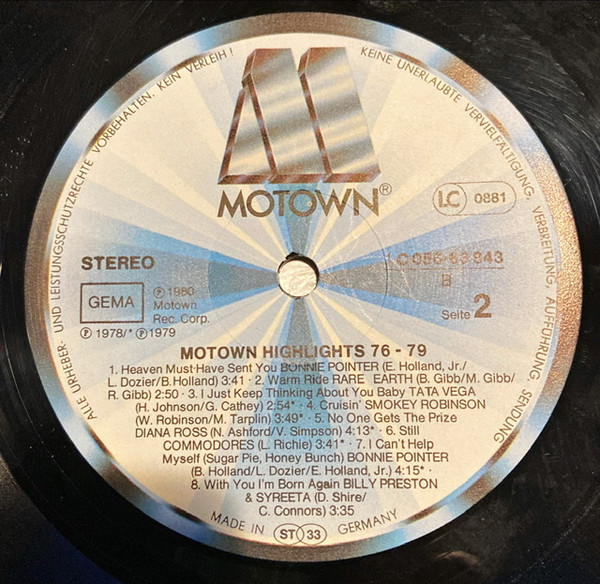 ALLE URHEBER- UND LEISTUNGSSCHUTZRECHTE VORBEHALTEN. KEIN VERLEIH! KEINE UNERLAUBTE VERVIELFÄLTIGUNG, VERBREITUNG, AUFFÜHRUNG, SENDUNG
MOTOWN®
LC 0881
STEREO
1C 056-63 843
B
GEMA
Ⓟ 1980
Motown
Rec. Corp.
Seite 2
Ⓟ 1978/* Ⓟ 1979
MOTOWN HIGHLIGHTS 76 - 79
1. Heaven Must Have Sent You BONNIE POINTER (E. Holland, Jr./
L. Dozier/B. Holland) 3:41 · 2. Warm Ride RARE EARTH (B. Gibb/M. Gibb/
R. Gibb) 2:50 · 3. I Just Keep Thinking About You Baby TATA VEGA
(H. Johnson/G. Cathey) 2:54* · 4. Cruisin' SMOKEY ROBINSON
(W. Robinson/M. Tarplin) 3:49* · 5. No One Gets The Prize
DIANA ROSS (N. Ashford/V. Simpson) 4:13* · 6. Still
COMMODORES (L. Richie) 3:41* · 7. I Can't Help
Myself (Sugar Pie, Honey Bunch) BONNIE POINTER
(B. Holland/L. Dozier/E. Holland, Jr.) 4:15* ·
8. With You I'm Born Again BILLY PRESTON
& SYREETA (D. Shire/
C. Connors) 3:35
MADE IN GERMANY
ST 33